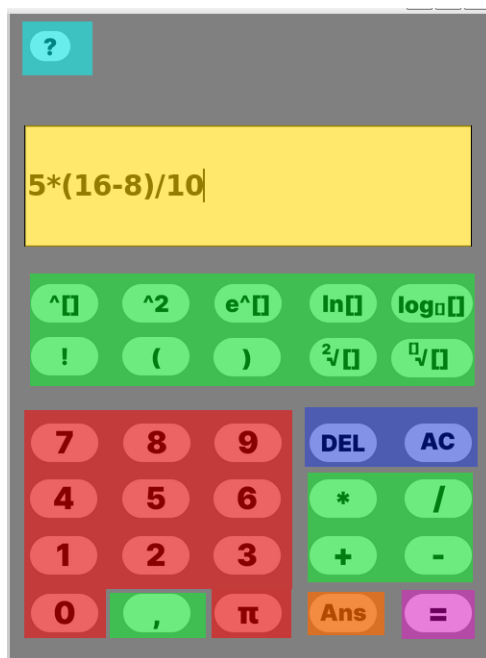 ?
5*(16-8)/10
^[] ^2 e^[] ln[] log▯[]
! ( ) ²√[] ▯√[]
7 8 9 DEL AC
4 5 6 * /
1 2 3 + -
0 , π Ans =